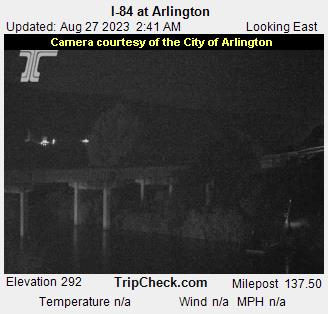 I-84 at Arlington
Updated: Aug 27 2023 2:41 AM Looking East
Camera courtesy of the City of Arlington
Elevation 292 TripCheck.com Milepost 137.50
Temperature n/a Wind n/a MPH n/a